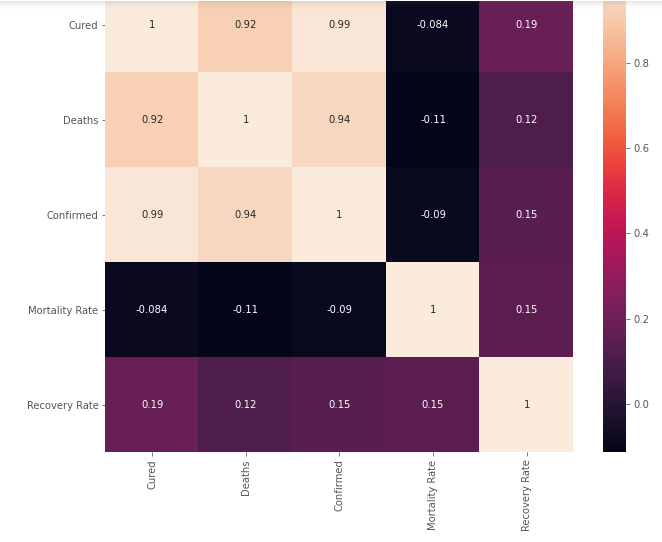 Cured 1 0.92 0.99 -0.084 0.19
0.8
Deaths 0.92 1 0.94 -0.11 0.12
0.6
Confirmed 0.99 0.94 1 -0.09 0.15
0.4
Mortality Rate -0.084 -0.11 -0.09 1 0.15
0.2
Recovery Rate 0.19 0.12 0.15 0.15 1
0.0
Cured
Deaths
Confirmed
Mortality Rate
Recovery Rate